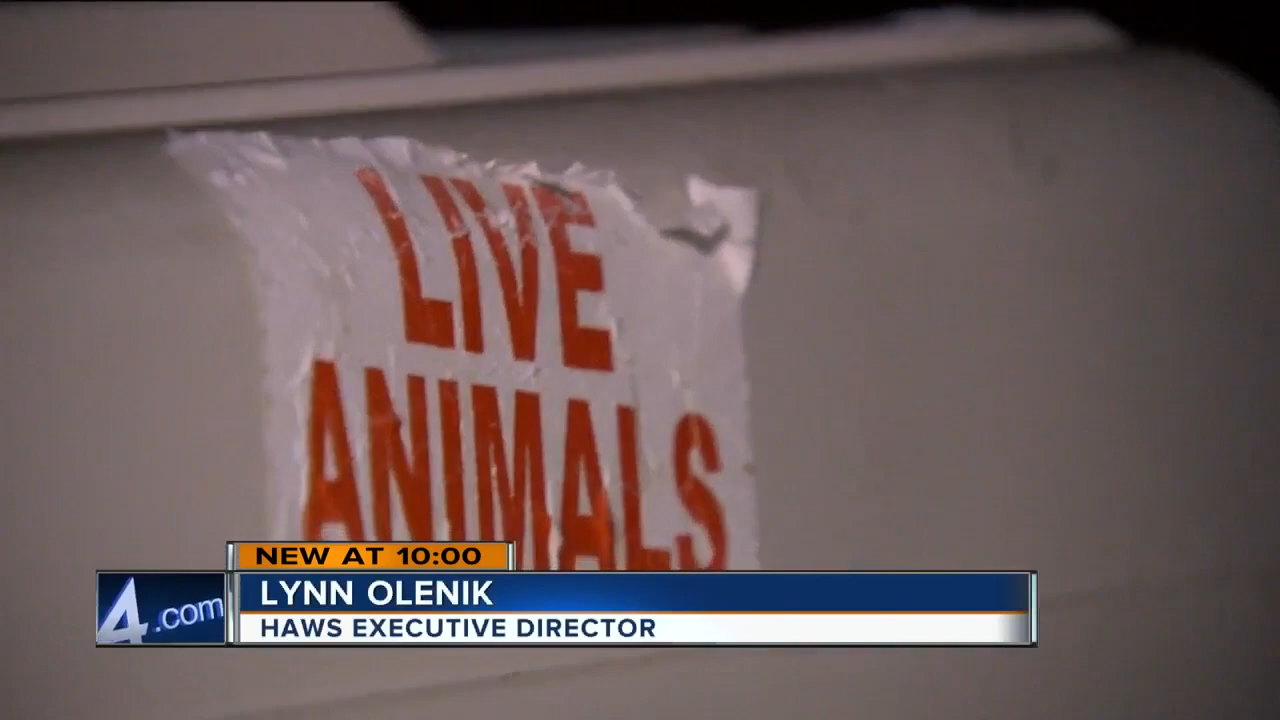 LIVE
ANIMALS
NEW AT 10:00
LYNN OLENIK
4.com
HAWS EXECUTIVE DIRECTOR